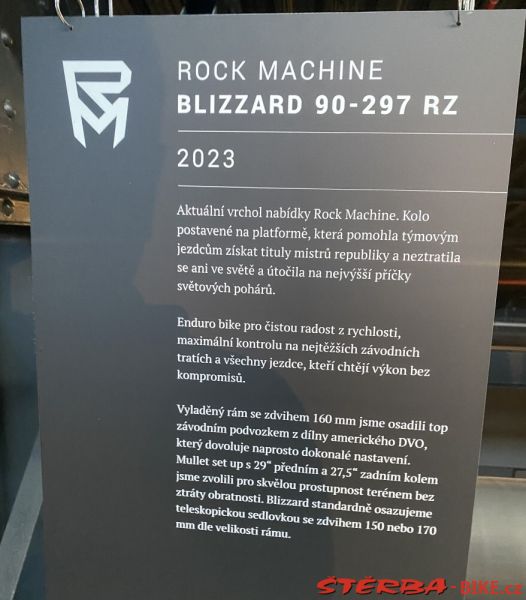 RM
ROCK MACHINE
BLIZZARD 90-297 RZ
2023
Aktuální vrchol nabídky Rock Machine. Kolo
postavené na platformě, která pomohla týmovým
jezdcům získat tituly mistrů republiky a neztratila
se ani ve světě a útočila na nejvýšší příčky
světových pohárů.
Enduro bike pro čistou radost z rychlosti,
maximální kontrolu na nejtěžších závodních
tratích a všechny jezdce, kteří chtějí výkon bez
kompromisů.
Vyladěný rám se zdvihem 160 mm jsme osadili top
závodním podvozkem z dílny amerického DVO,
který dovoluje naprosto dokonalé nastavení.
Mullet set up s 29“ předním a 27,5“ zadním kolem
jsme zvolili pro skvělou prostupnost terénem bez
ztráty obratnosti. Blizzard standardně osazujeme
teleskopickou sedlovkou se zdvihem 150 nebo 170
mm dle velikosti rámu.
ŠTĚRBA-BIKE.cz